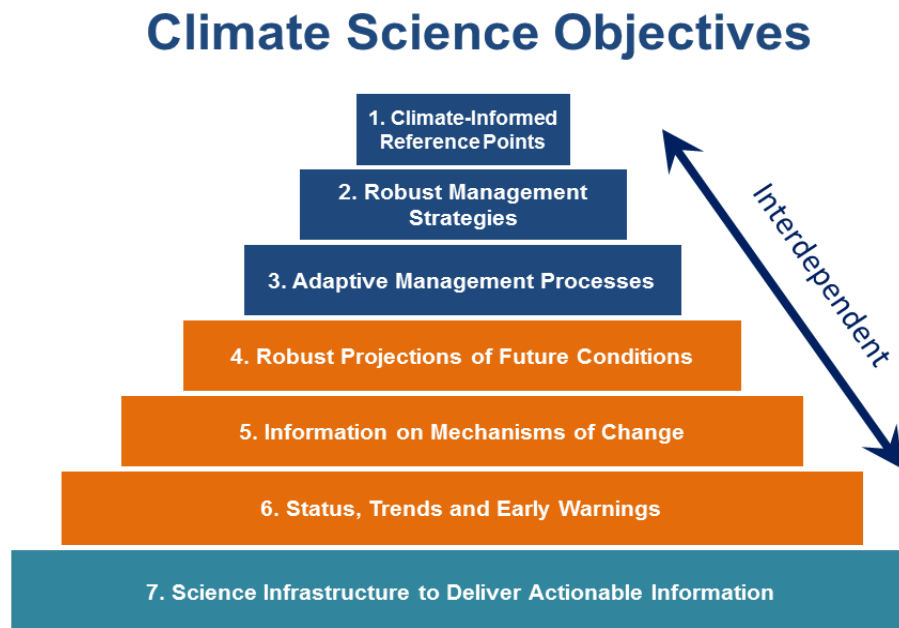 Climate Science Objectives
1. Climate-Informed
Reference Points
2. Robust Management
Strategies
3. Adaptive Management Processes
4. Robust Projections of Future Conditions
5. Information on Mechanisms of Change
6. Status, Trends and Early Warnings
7. Science Infrastructure to Deliver Actionable Information
Interdependent